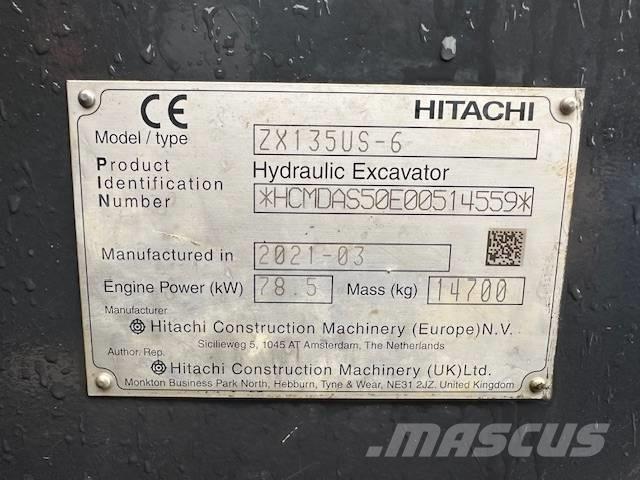 CE HITACHI
Model / type ZX135US-6
Product Identification Number Hydraulic Excavator
*HCMDAS50E00514559*
Manufactured in 2021-03
Engine Power (kW) 78.5 Mass (kg) 14700
Manufacturer
Hitachi Construction Machinery (Europe)N.V.
Sicilieweg 5, 1045 AT Amsterdam, The Netherlands
Author. Rep.
Hitachi Construction Machinery (UK)Ltd.
Monkton Business Park North, Hebburn, Tyne & Wear, NE31 2JZ, United Kingdom
MASCUS